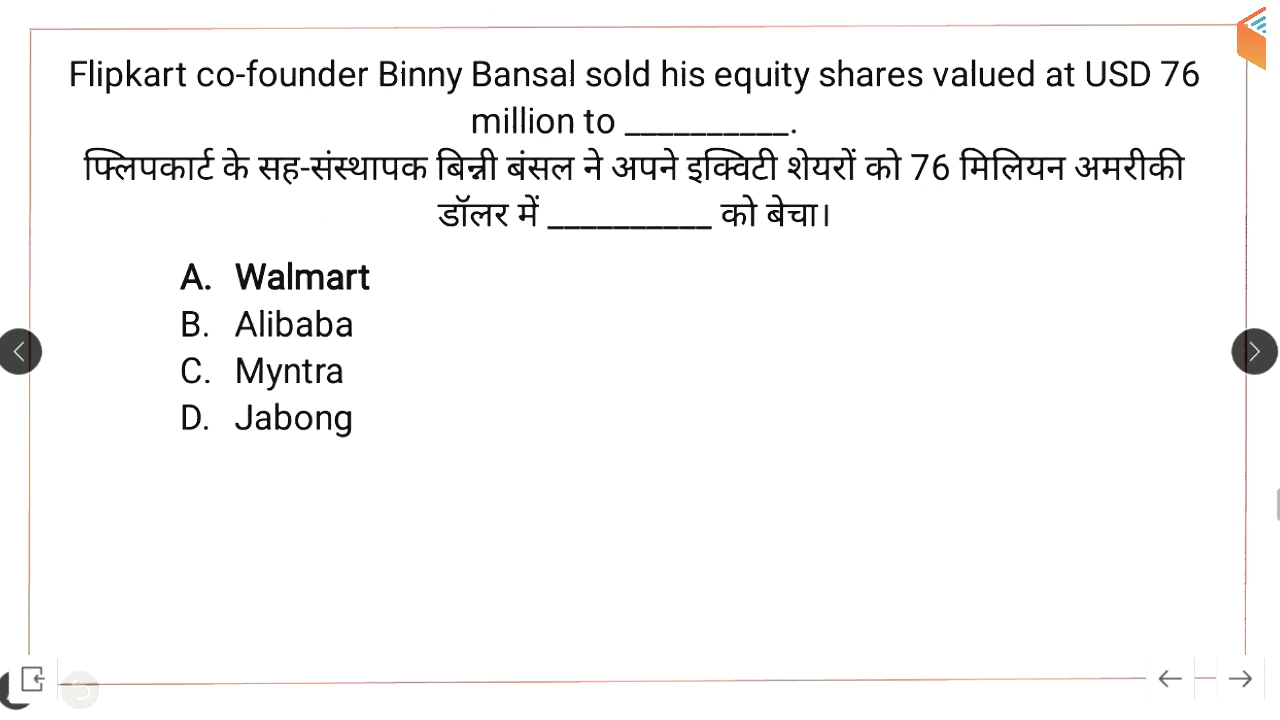 Flipkart co-founder Binny Bansal sold his equity shares valued at USD 76
million to __________.
फ्लिपकार्ट के सह-संस्थापक बिन्नी बंसल ने अपने इक्विटी शेयरों को 76 मिलियन अमरीकी
डॉलर में __________ को बेचा।
A. Walmart
B. Alibaba
C. Myntra
D. Jabong